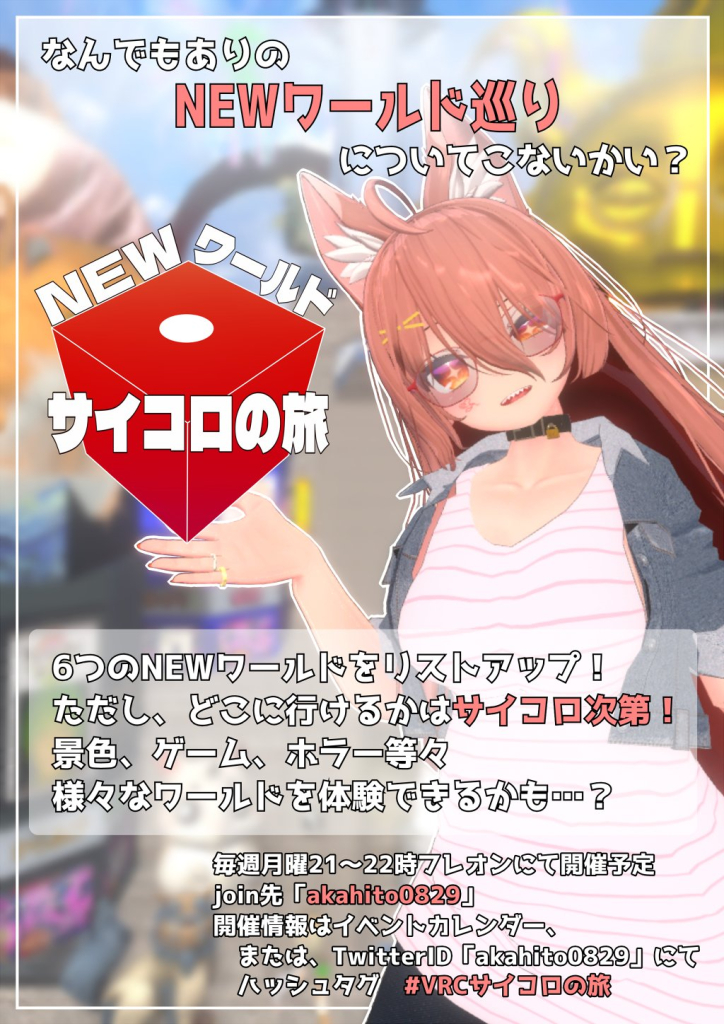 なんでもありの
NEWワールド巡り
についてこないかい？
NEW ワールド
サイコロの旅
6つのNEWワールドをリストアップ！
ただし、どこに行けるかはサイコロ次第！
景色、ゲーム、ホラー等々
様々なワールドを体験できるかも…？
毎週月曜21～22時フレオンにて開催予定
join先「akahito0829」
開催情報はイベントカレンダー、
または、TwitterID「akahito0829」にて
ハッシュタグ #VRCサイコロの旅